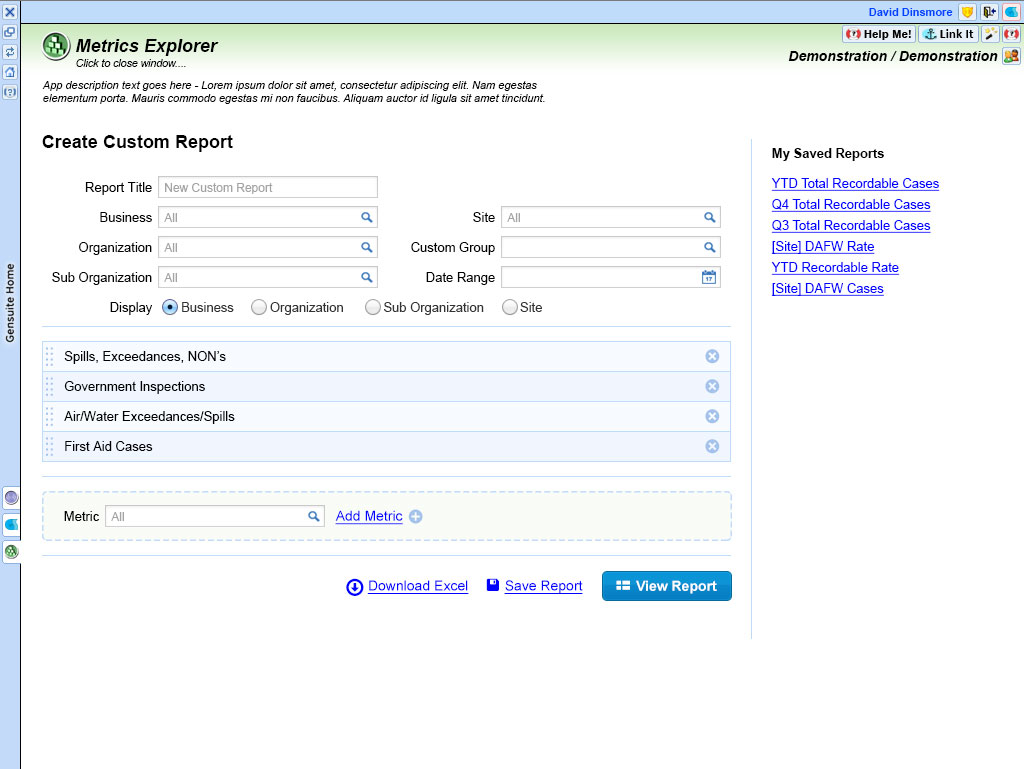 David Dinsmore
Help Me!
Link It
Metrics Explorer
Click to close window....
Demonstration / Demonstration
App description text goes here - Lorem ipsum dolor sit amet, consectetur adipiscing elit. Nam egestas
elementum porta. Mauris commodo egestas mi non faucibus. Aliquam auctor id ligula sit amet tincidunt.
Gensuite Home
Create Custom Report
Report Title New Custom Report
Business All
Site All
Organization All
Custom Group
Sub Organization All
Date Range 17
Display Business Organization Sub Organization Site
Spills, Exceedances, NON's
Government Inspections
Air/Water Exceedances/Spills
First Aid Cases
Metric All Add Metric
Download Excel Save Report View Report
My Saved Reports
YTD Total Recordable Cases
Q4 Total Recordable Cases
Q3 Total Recordable Cases
[Site] DAFW Rate
YTD Recordable Rate
[Site] DAFW Cases